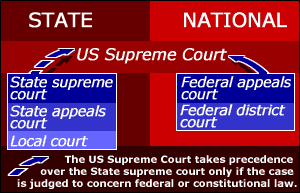 STATE NATIONAL
US Supreme Court
State supreme
court
State appeals
court
Local court
Federal appeals
court
Federal district
court
The US Supreme Court takes precedence
over the State supreme court only if the case
is judged to concern federal or constitutional law.